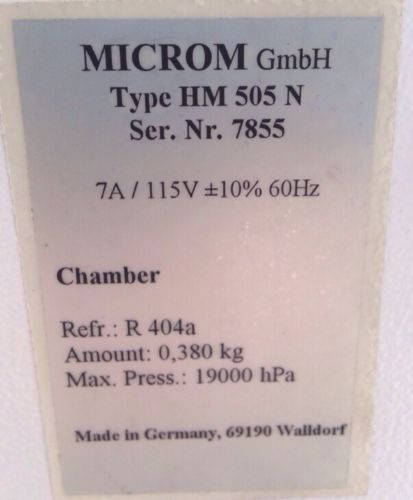 MICROM GmbH
Type HM 505 N
Ser. Nr. 7855
7A / 115V ±10% 60Hz
Chamber
Refr.: R 404a
Amount: 0,380 kg
Max. Press.: 19000 hPa
Made in Germany, 69190 Walldorf